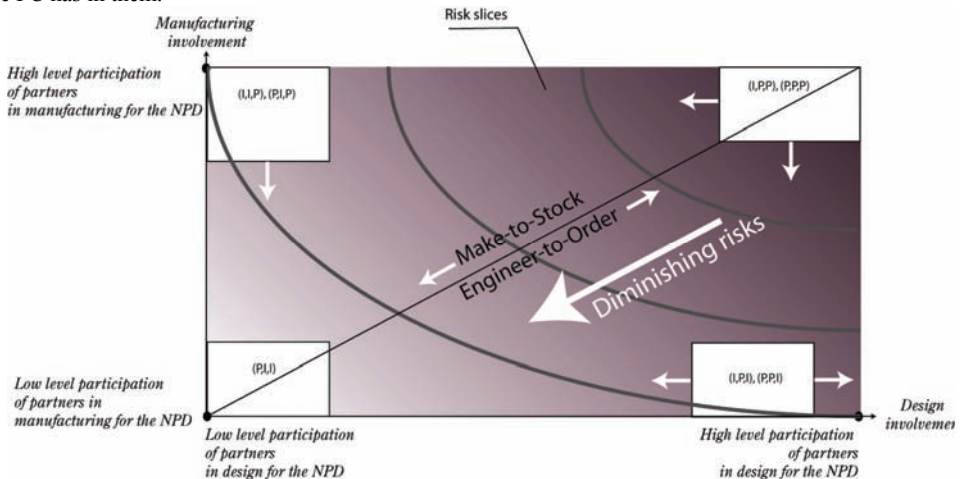 Manufacturing
involvement
Risk slices
High level participation
of partners
in manufacturing for the NPD
(I,I,P), (P,I,P)
(I,P,P), (P,P,P)
Make-to-Stock
Engineer-to-Order
Diminishing risks
(P,I,I)
(I,P,I), (P,P,I)
Low level participation
of partners in
manufacturing for the NPD
Design
involvement
Low level participation
of partners
in design for the NPD
High level participation
of partners
in design for the NPD